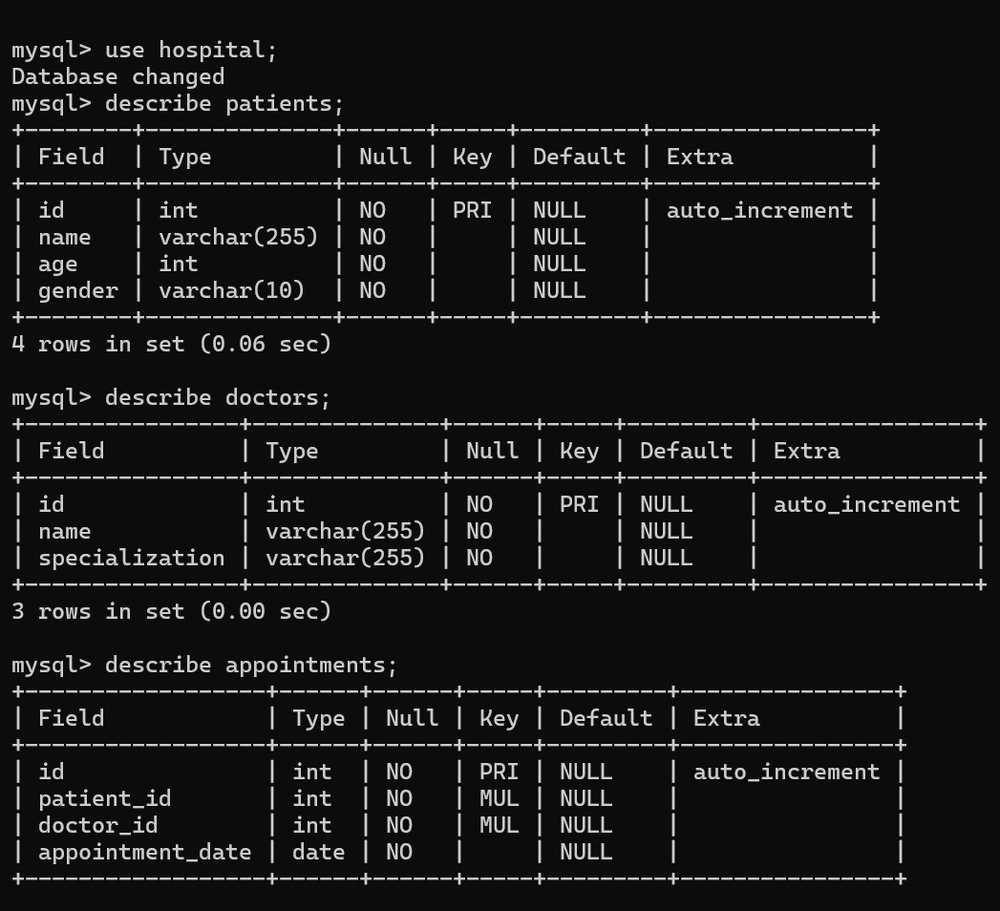 mysql> use hospital;
Database changed
mysql> describe patients;
+--------+--------------+------+-----+---------+----------------+
| Field  | Type         | Null | Key | Default | Extra          |
+--------+--------------+------+-----+---------+----------------+
| id     | int          | NO   | PRI | NULL    | auto_increment |
| name   | varchar(255) | NO   |     | NULL    |                |
| age    | int          | NO   |     | NULL    |                |
| gender | varchar(10)  | NO   |     | NULL    |                |
+--------+--------------+------+-----+---------+----------------+
4 rows in set (0.06 sec)

mysql> describe doctors;
+----------------+--------------+------+-----+---------+----------------+
| Field          | Type         | Null | Key | Default | Extra          |
+----------------+--------------+------+-----+---------+----------------+
| id             | int          | NO   | PRI | NULL    | auto_increment |
| name           | varchar(255) | NO   |     | NULL    |                |
| specialization | varchar(255) | NO   |     | NULL    |                |
+----------------+--------------+------+-----+---------+----------------+
3 rows in set (0.00 sec)

mysql> describe appointments;
+------------------+------+------+-----+---------+----------------+
| Field            | Type | Null | Key | Default | Extra          |
+------------------+------+------+-----+---------+----------------+
| id               | int  | NO   | PRI | NULL    | auto_increment |
| patient_id       | int  | NO   | MUL | NULL    |                |
| doctor_id        | int  | NO   | MUL | NULL    |                |
| appointment_date | date | NO   |     | NULL    |                |
+------------------+------+------+-----+---------+----------------+